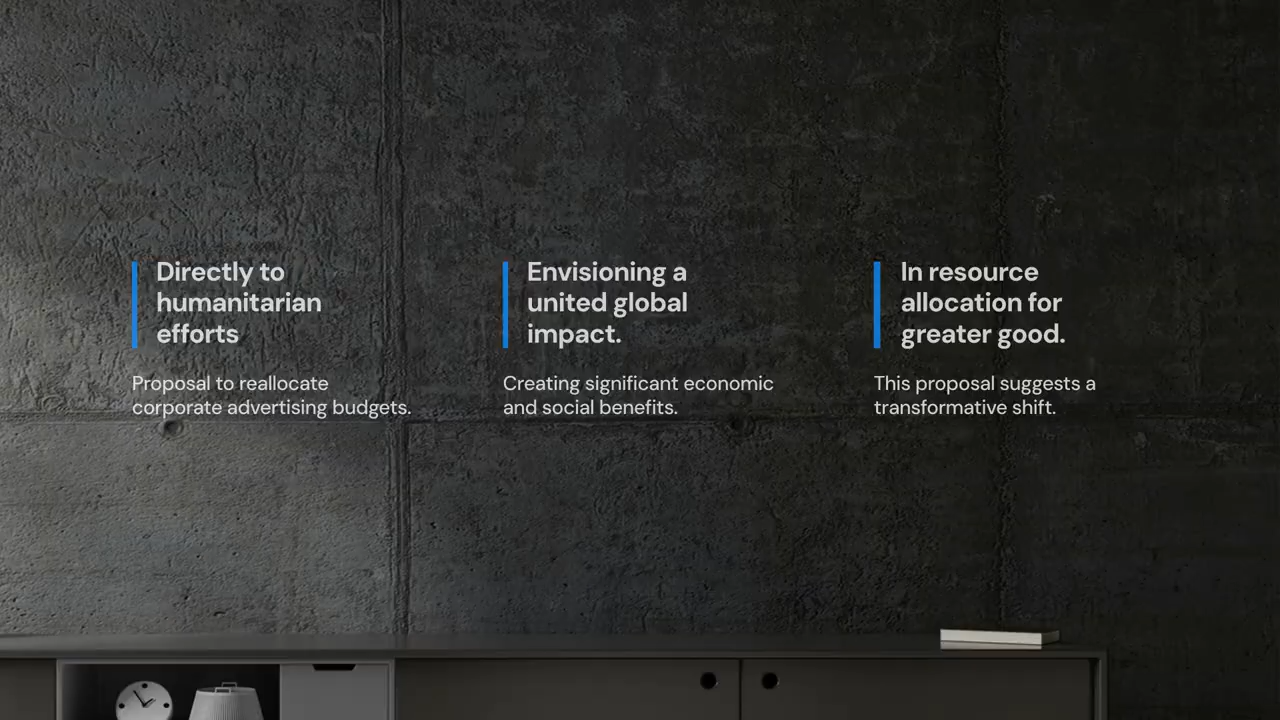 Directly to
humanitarian
efforts
Proposal to reallocate
corporate advertising budgets.
Envisioning a
united global
impact.
Creating significant economic
and social benefits.
In resource
allocation for
greater good.
This proposal suggests a
transformative shift.